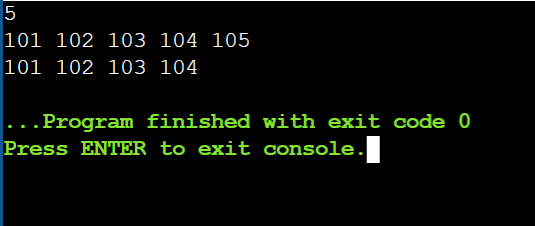 5
101 102 103 104 105
101 102 103 104
...Program finished with exit code 0
Press ENTER to exit console.